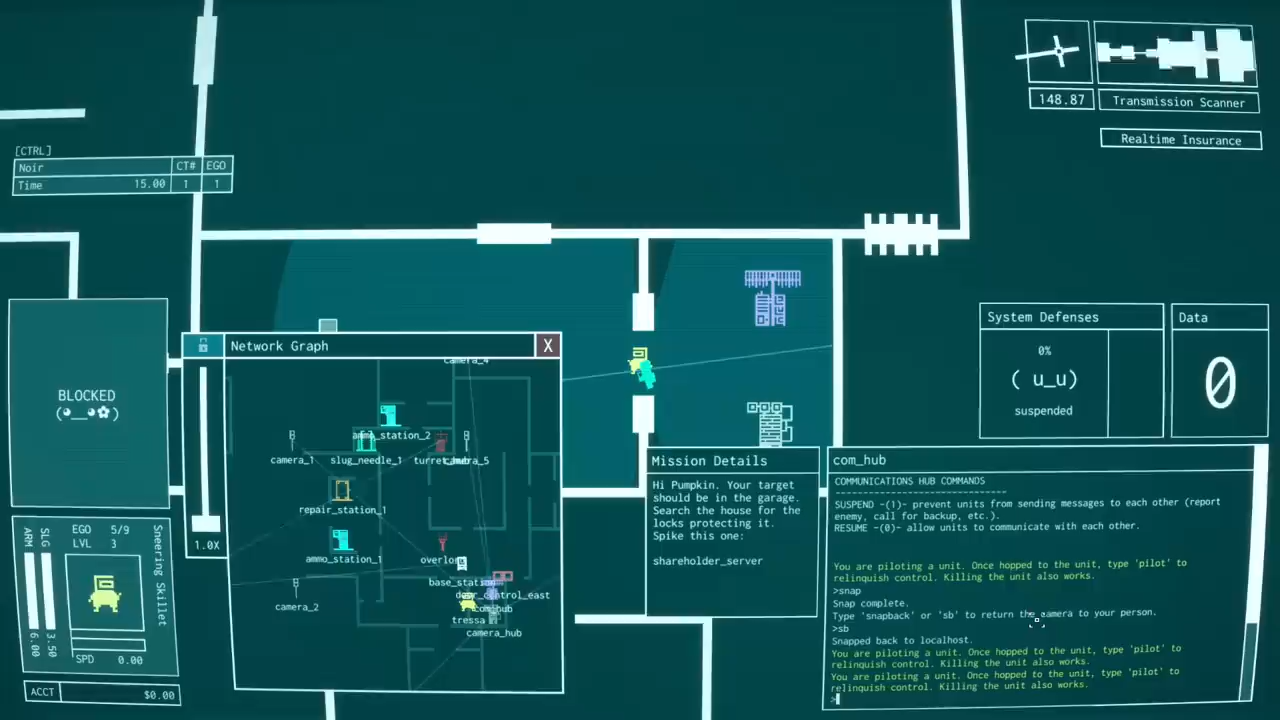 148.87
Transmission Scanner
Realtime Insurance
[CTRL]
Noir CT# EGO
Time 15.00 1 1
BLOCKED
Network Graph X
camera_4
ammo_station_2
camera_1
slug_needle_1
repair_station_1
ammo_station_1
camera_2
tressa
com_hub
camera_hub
1.0X
System Defenses
0%
( u_u)
suspended
Data
0
Mission Details
Hi Pumpkin. Your target
should be in the garage.
Search the house for the
locks protecting it.
Spike this one:
shareholder_server
com_hub
COMMUNICATIONS HUB COMMANDS
--------------------------------
SUSPEND -(1)- prevent units from sending messages to each other (report
enemy, call for backup, etc.).
RESUME -(0)- allow units to communicate with each other.
You are piloting a unit. Once hopped to the unit, type 'pilot' to
relinquish control. Killing the unit also works.
>snap
Snap complete.
Type 'snapback' or 'sb' to return the camera to your person.
>sb
Snapped back to localhost.
You are piloting a unit. Once hopped to the unit, type 'pilot' to
relinquish control. Killing the unit also works.
You are piloting a unit. Once hopped to the unit, type 'pilot' to
relinquish control. Killing the unit also works.
>
ARM SLG
6.00 3.50
EGO 5/9
LVL 3
Sneering Skillet
SPD 0.00
ACCT $0.00